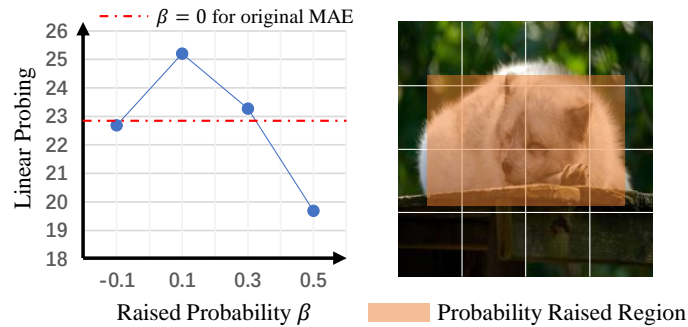 β = 0 for original MAE
26
25
24
23
22
21
20
19
18
Linear Probing
-0.1 0.1 0.3 0.5
Raised Probability β
Probability Raised Region